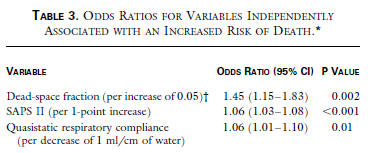 TABLE 3. ODDS RATIOS FOR VARIABLES INDEPENDENTLY
ASSOCIATED WITH AN INCREASED RISK OF DEATH.*
VARIABLE ODDS RATIO (95% CI) P VALUE
Dead-space fraction (per increase of 0.05)† 1.45 (1.15–1.83) 0.002
SAPS II (per 1-point increase) 1.06 (1.03–1.08) <0.001
Quasistatic respiratory compliance 1.06 (1.01–1.10) 0.01
(per decrease of 1 ml/cm of water)